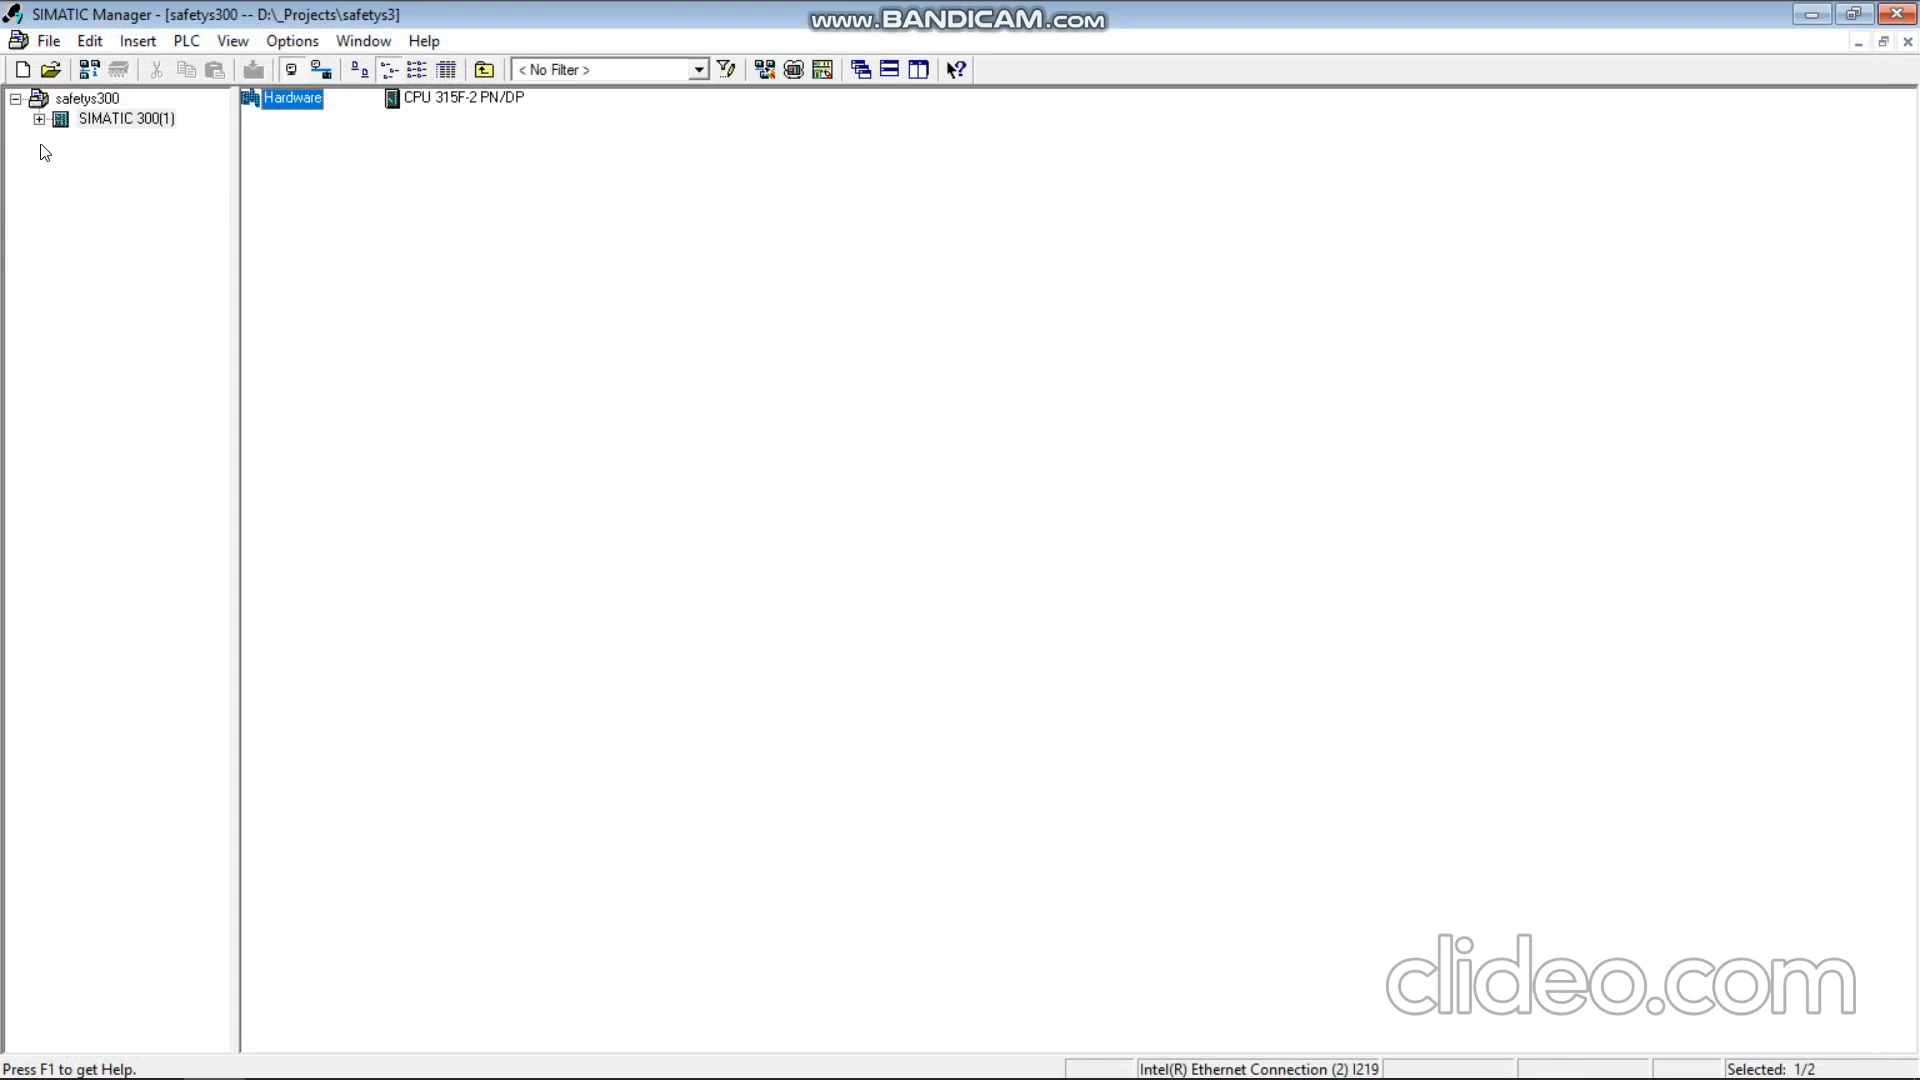 SIMATIC Manager - [safetys300 -- D:\_Projects\safetys3]
www.BANDICAM.com
File Edit Insert PLC View Options Window Help
< No Filter >
safetys300
Hardware CPU 315F-2 PN/DP
SIMATIC 300(1)
clideo.com
Press F1 to get Help. Intel(R) Ethernet Connection (2) I219 Selected: 1/2